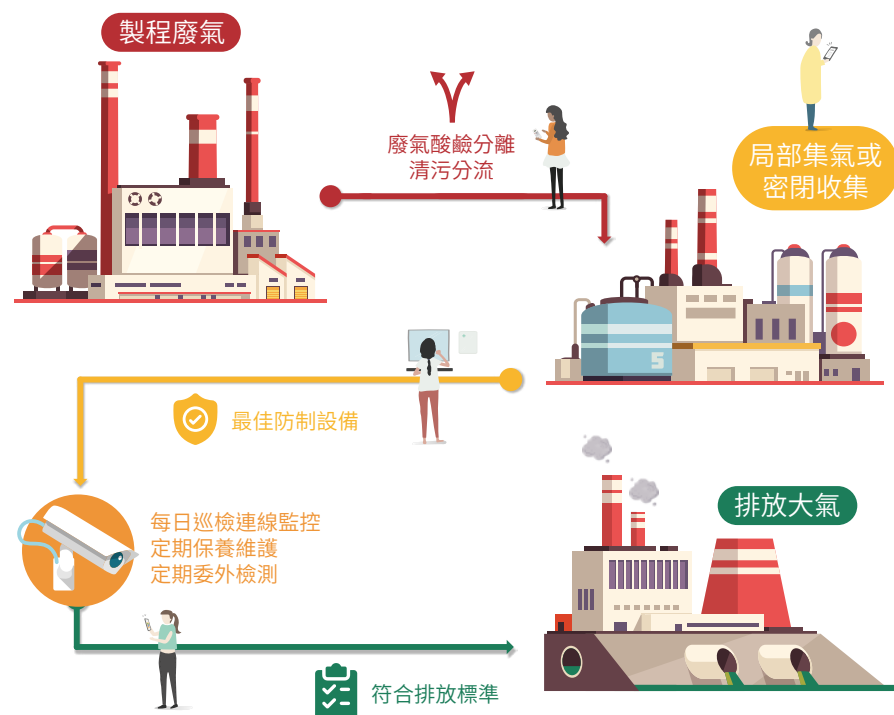 製程廢氣
廢氣酸鹼分離
清污分流
局部集氣或
密閉收集
5
最佳防制設備
每日巡檢連線監控
定期保養維護
定期委外檢測
排放大氣
符合排放標準